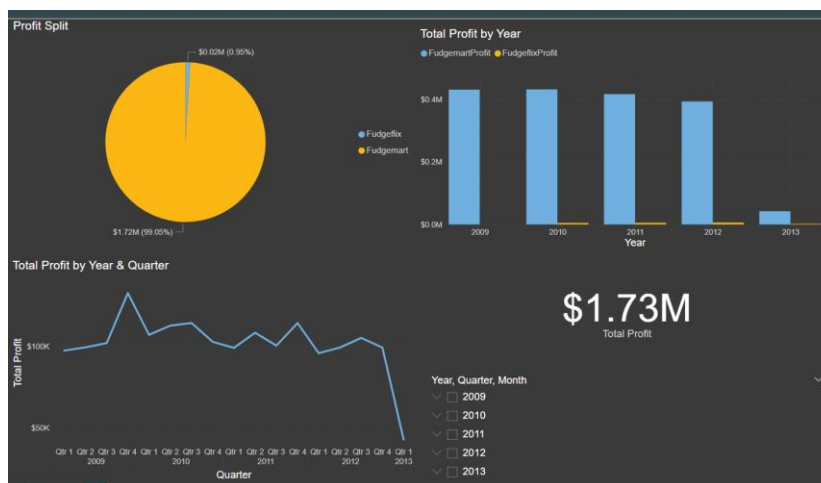 Profit Split
$0.02M (0.95%)
Fudgeflix
Fudgemart
$1.72M (99.05%)
Total Profit by Year
FudgemartProfit FudgeflixProfit
$0.4M
$0.2M
$0.0M
2009 2010 2011 2012 2013
Year
Total Profit by Year & Quarter
Total Profit
$100K
$50K
Qtr 1 Qtr 2 Qtr 3 Qtr 4 Qtr 1 Qtr 2 Qtr 3 Qtr 4 Qtr 1 Qtr 2 Qtr 3 Qtr 4 Qtr 1 Qtr 2 Qtr 3 Qtr 4 Qtr 1
2009 2010 2011 2012 2013
Quarter
$1.73M
Total Profit
Year, Quarter, Month
2009
2010
2011
2012
2013